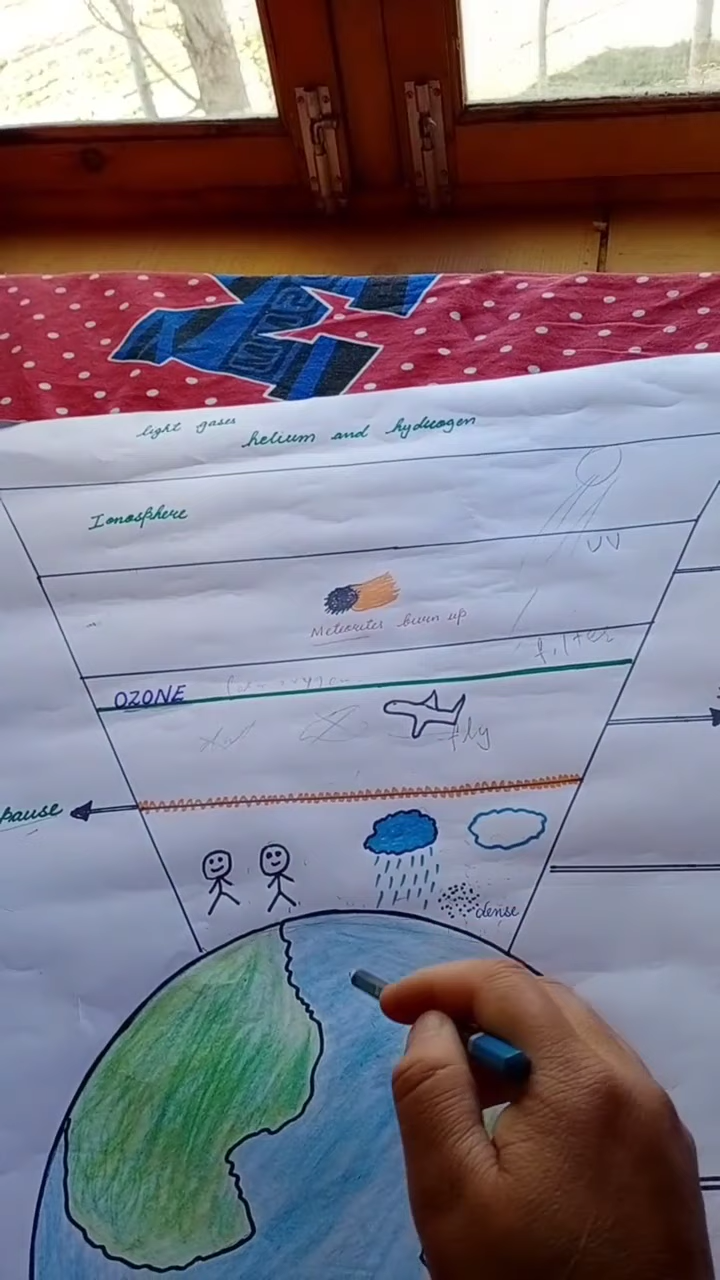 light gases helium and hydrogen
Ionosphere
UV
Meteorites burn up
filter
OZONE
fly
pause
dense